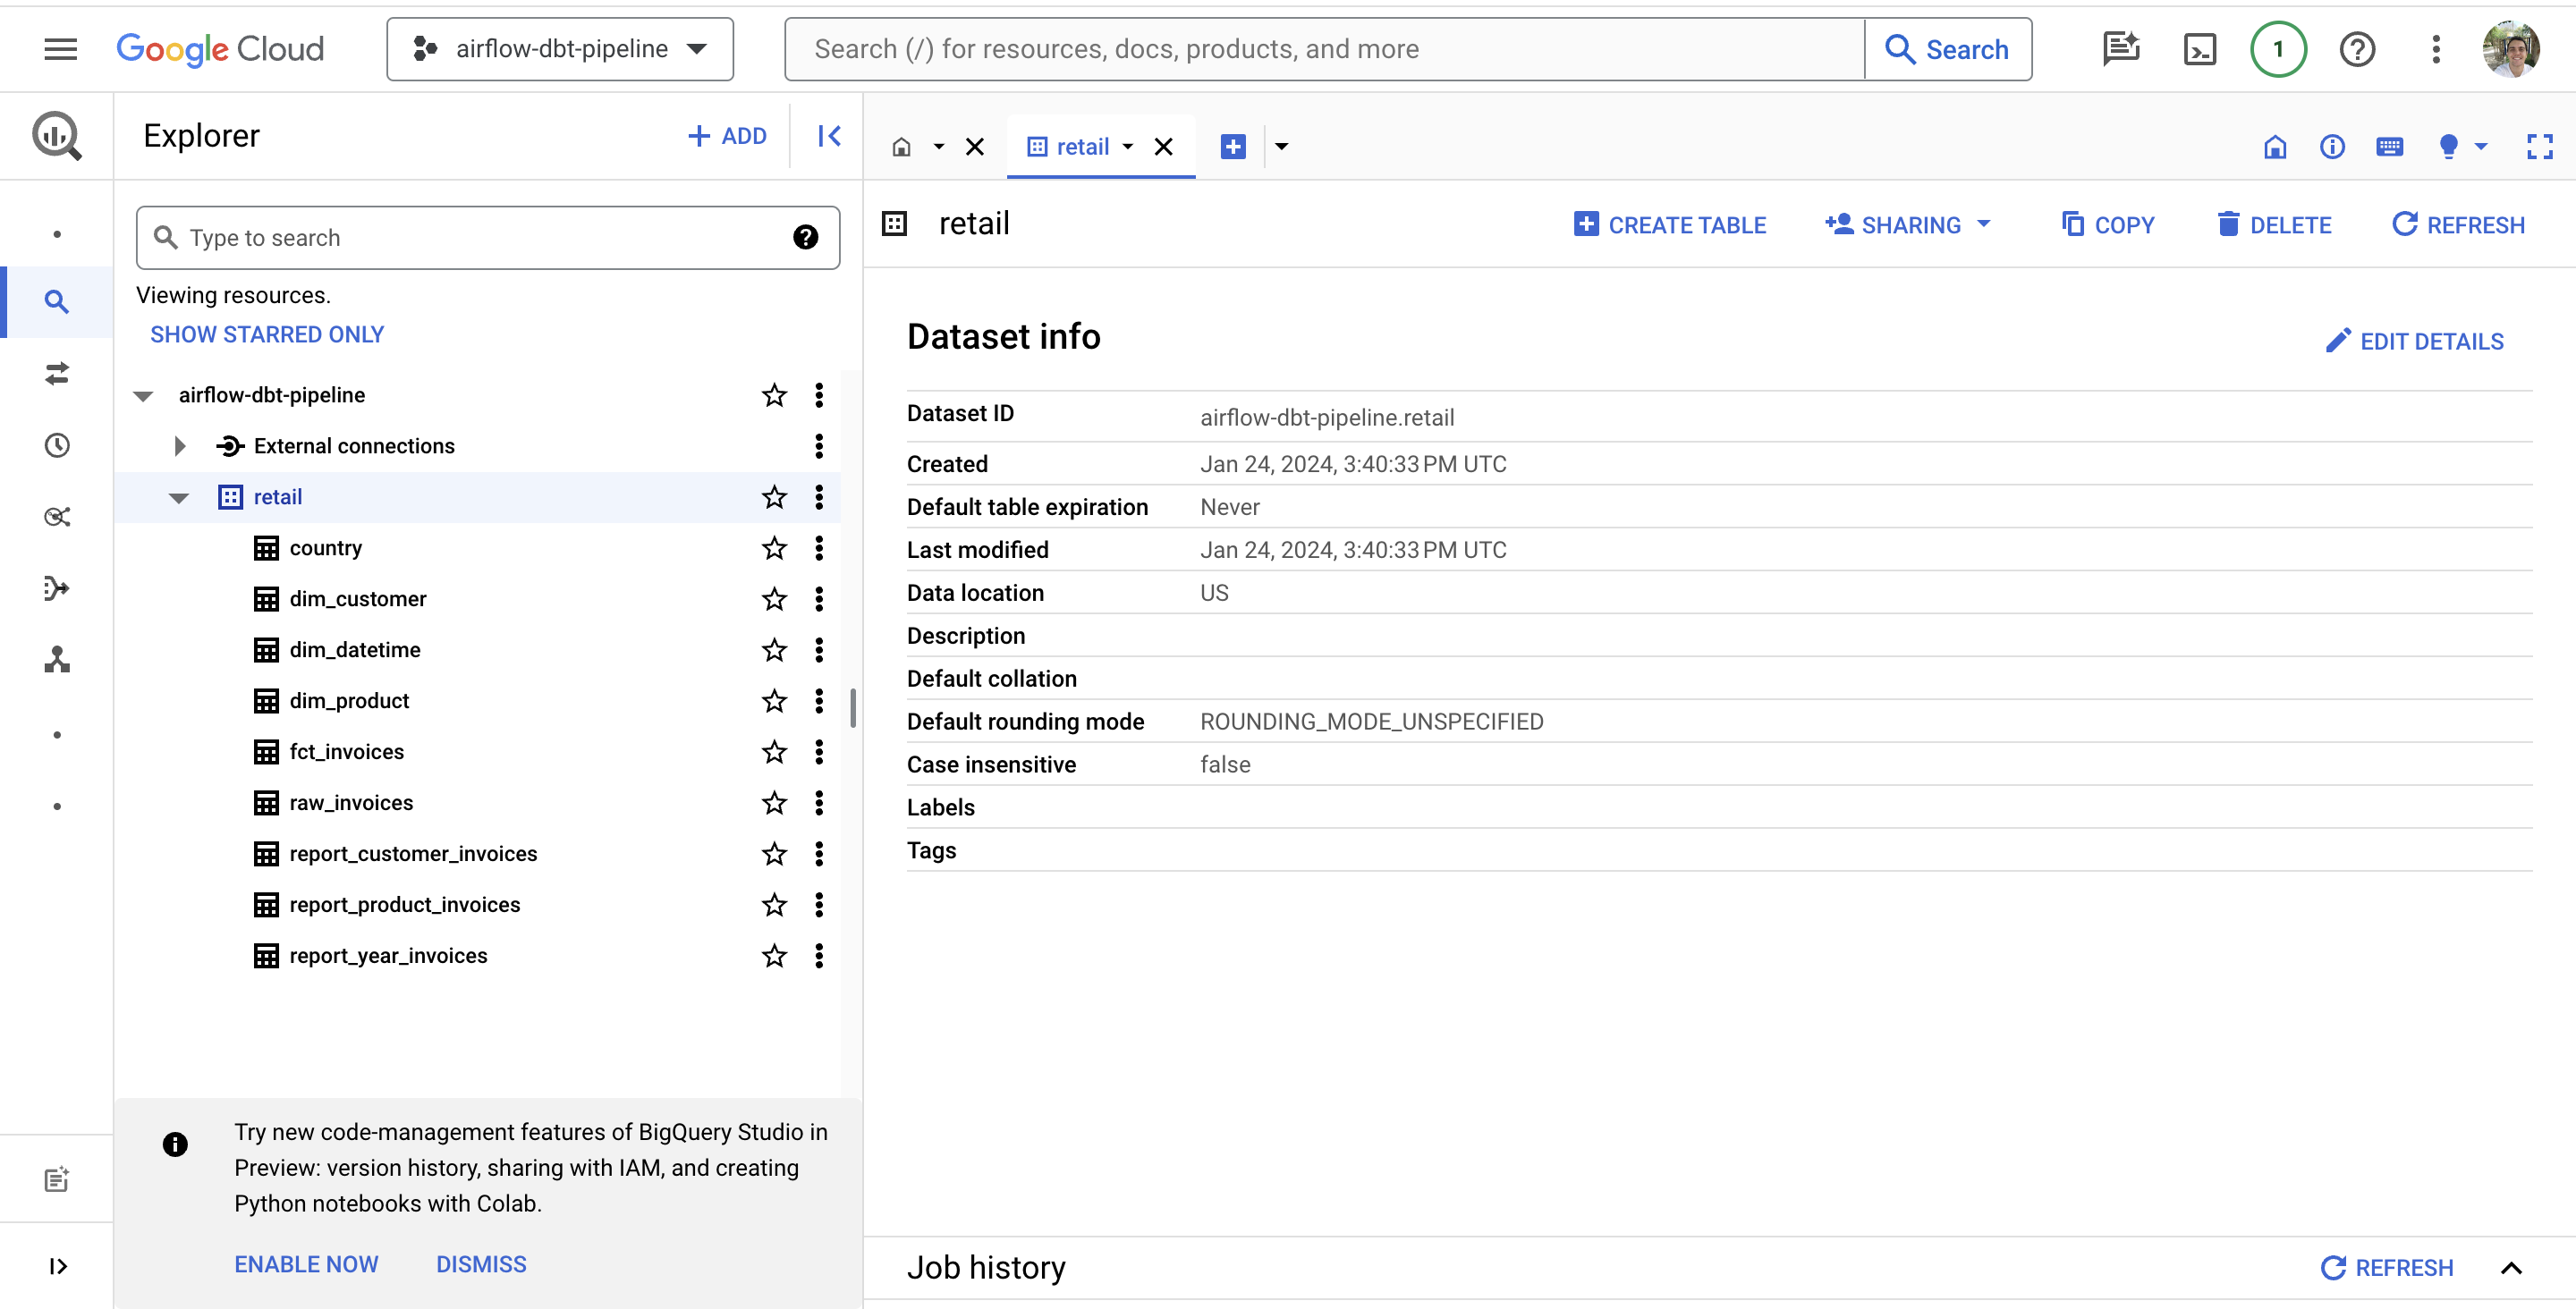 Google Cloud
airflow-dbt-pipeline
Search (/) for resources, docs, products, and more
Search
1
Explorer
ADD
retail
Type to search
Viewing resources.
SHOW STARRED ONLY
airflow-dbt-pipeline
External connections
retail
country
dim_customer
dim_datetime
dim_product
fct_invoices
raw_invoices
report_customer_invoices
report_product_invoices
report_year_invoices
Try new code-management features of BigQuery Studio in
Preview: version history, sharing with IAM, and creating
Python notebooks with Colab.
ENABLE NOW DISMISS
retail
CREATE TABLE SHARING COPY DELETE REFRESH
Dataset info
EDIT DETAILS
Dataset ID airflow-dbt-pipeline.retail
Created Jan 24, 2024, 3:40:33 PM UTC
Default table expiration Never
Last modified Jan 24, 2024, 3:40:33 PM UTC
Data location US
Description
Default collation
Default rounding mode ROUNDING_MODE_UNSPECIFIED
Case insensitive false
Labels
Tags
Job history
REFRESH